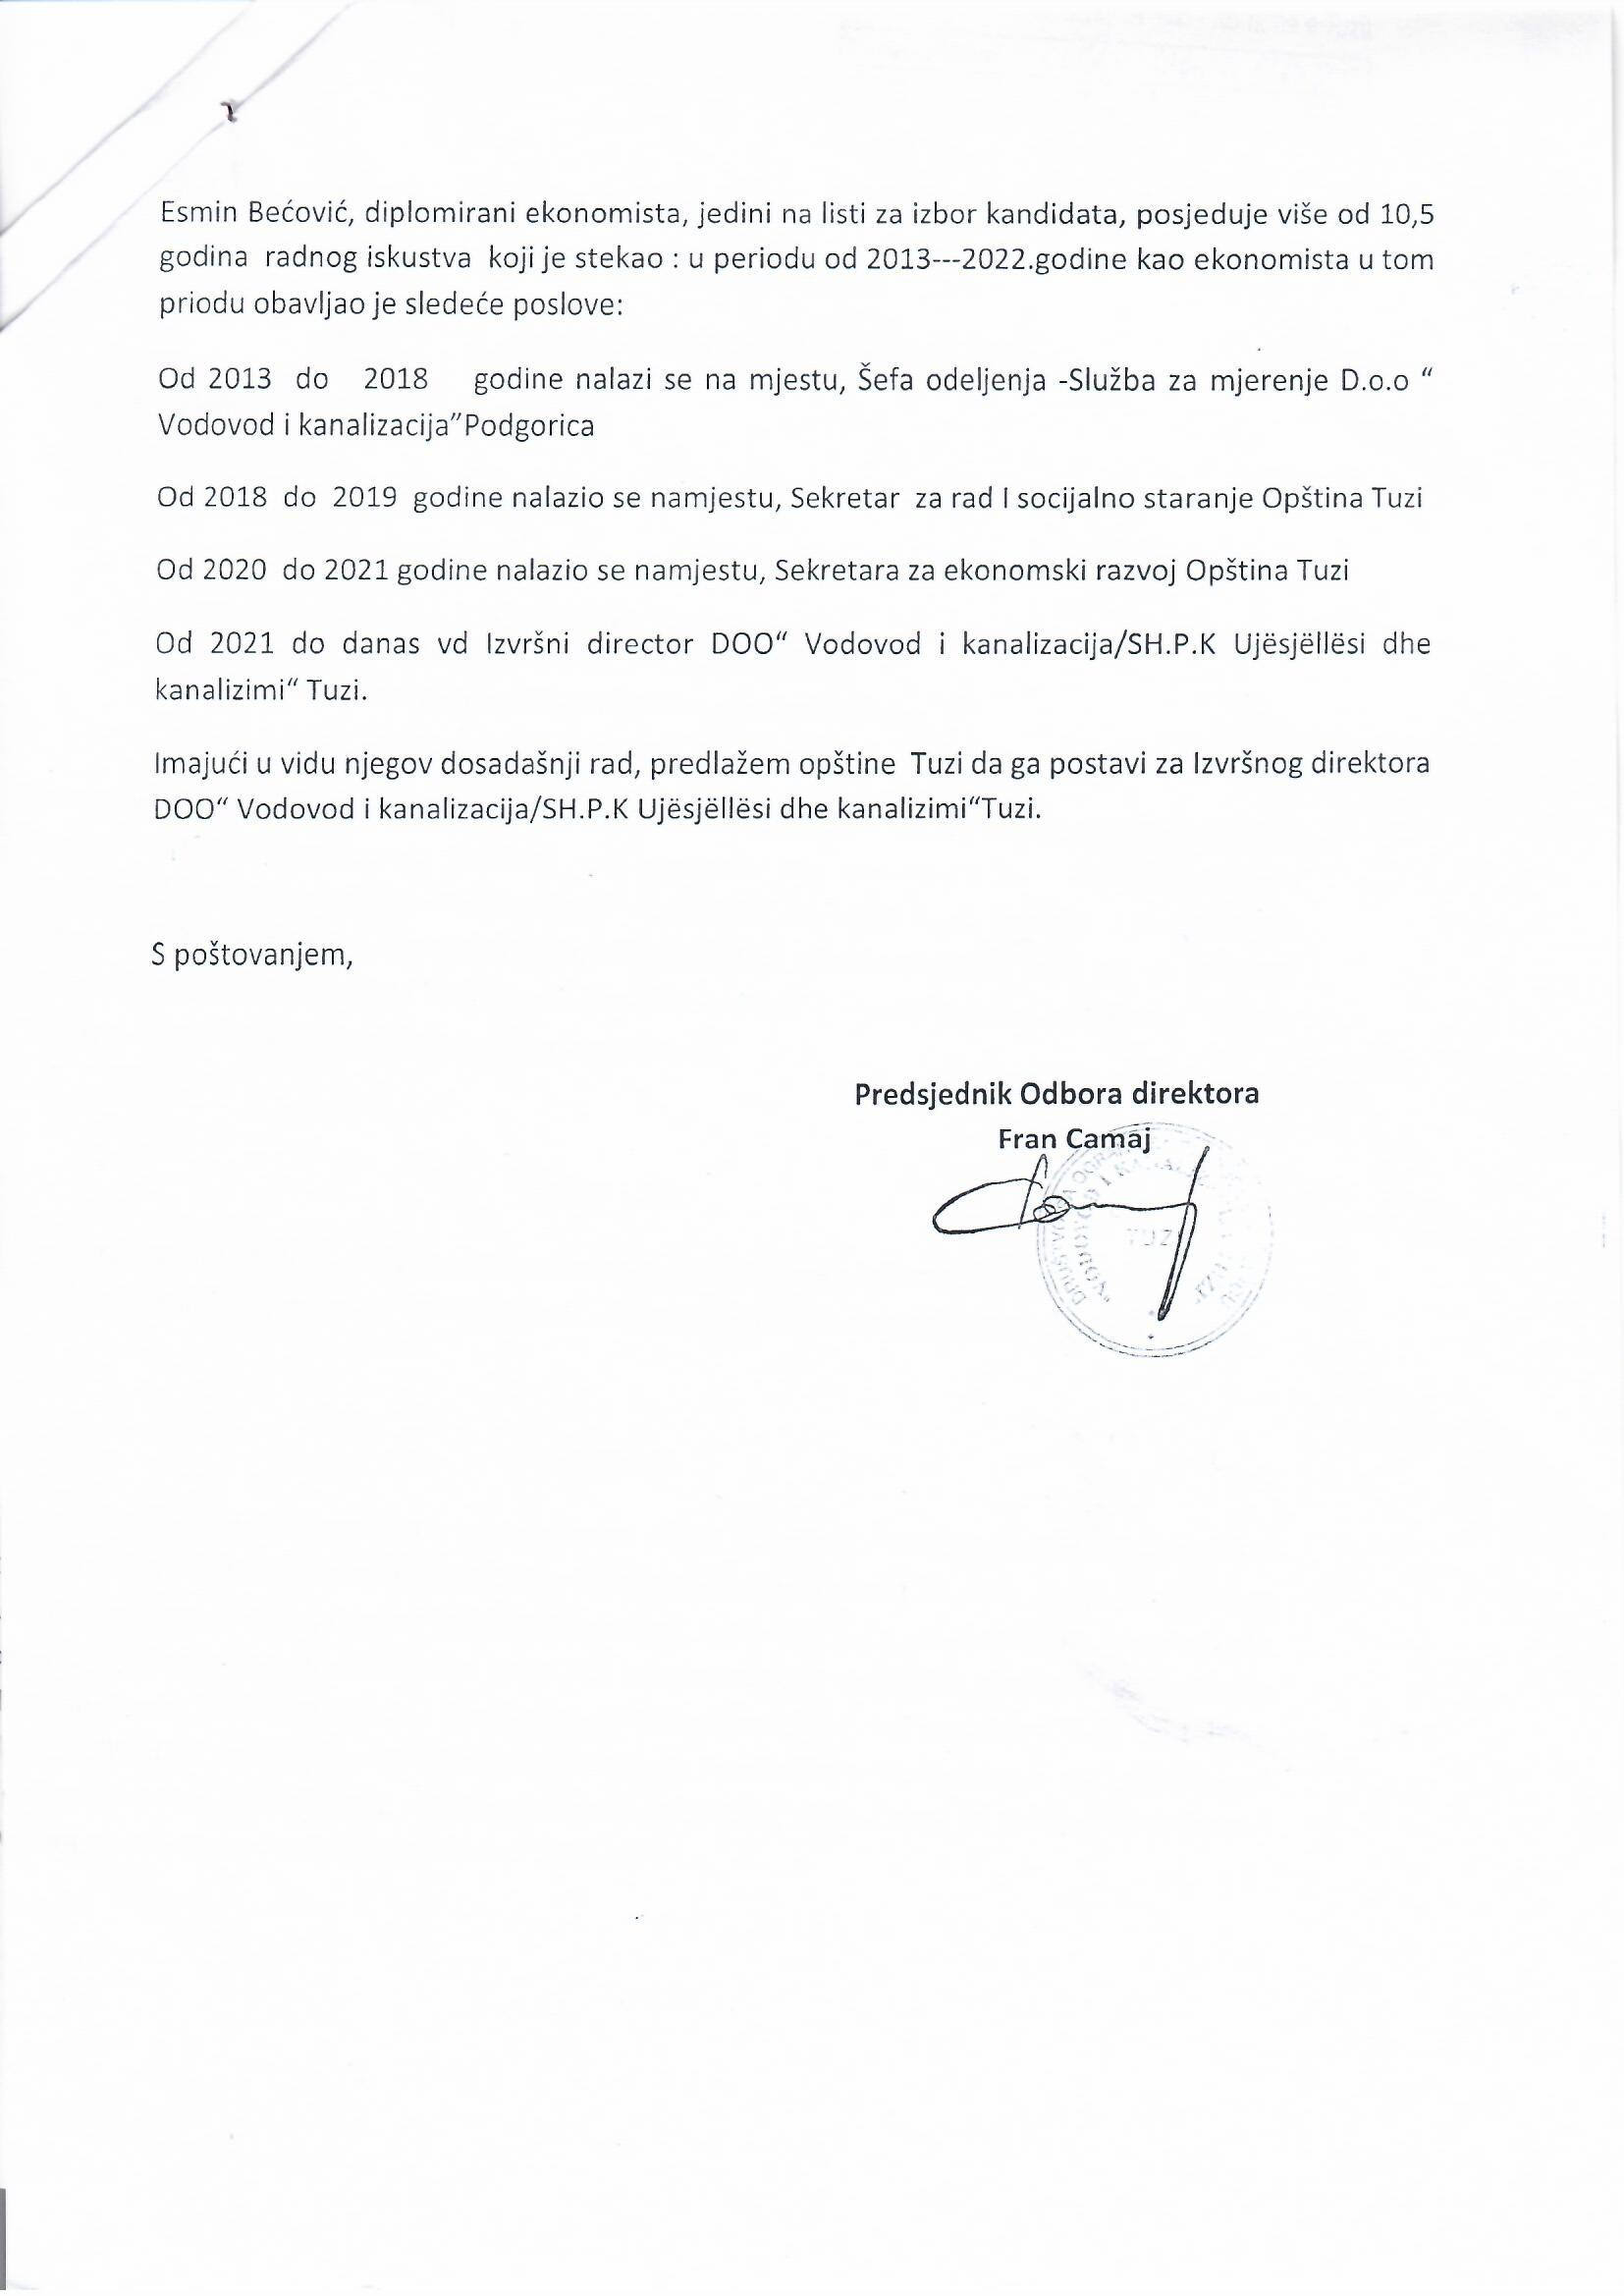 Esmin Bećović, diplomirani ekonomista, jedini na listi za izbor kandidata, posjeduje više od 10,5
godina radnog iskustva koji je stekao : u periodu od 2013---2022.godine kao ekonomista u tom
priodu obavljao je sledeće poslove:
Od 2013 do 2018 godine nalazi se na mjestu, Šefa odeljenja -Služba za mjerenje D.o.o “
Vodovod i kanalizacija”Podgorica
Od 2018 do 2019 godine nalazio se namjestu, Sekretar za rad I socijalno staranje Opština Tuzi
Od 2020 do 2021 godine nalazio se namjestu, Sekretara za ekonomski razvoj Opština Tuzi
Od 2021 do danas vd Izvršni director DOO“ Vodovod i kanalizacija/SH.P.K Ujësjëllësi dhe
kanalizimi“ Tuzi.
Imajući u vidu njegov dosadašnji rad, predlažem opštine Tuzi da ga postavi za Izvršnog direktora
DOO“ Vodovod i kanalizacija/SH.P.K Ujësjëllësi dhe kanalizimi“Tuzi.
S poštovanjem,
Predsjednik Odbora direktora
Fran Camaj